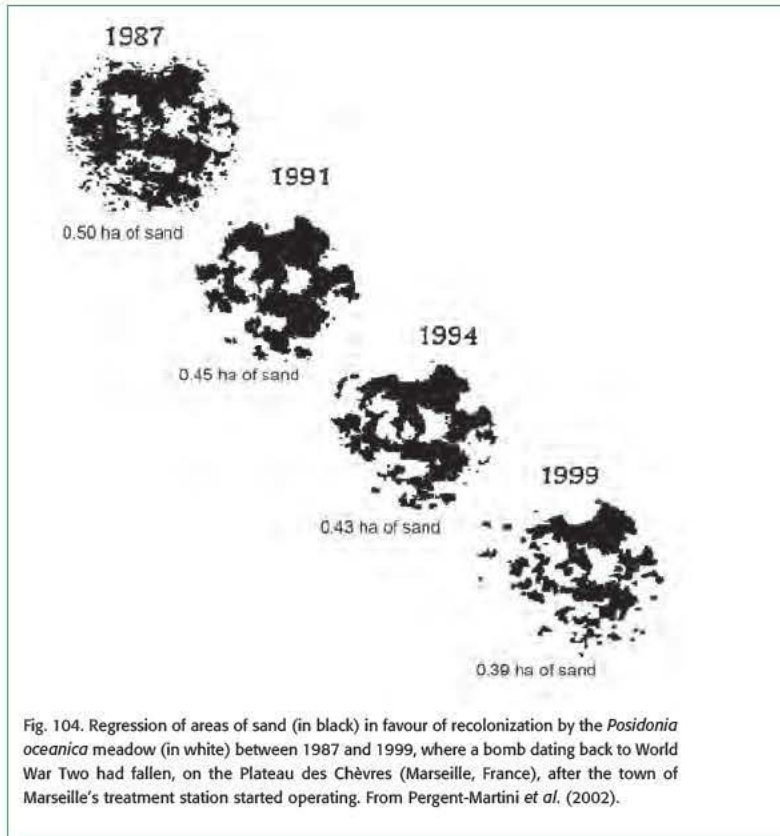 1987
0.50 ha of sand
1991
0.45 ha of sand
1994
0.43 ha of sand
1999
0.39 ha of sand
Fig. 104. Regression of areas of sand (in black) in favour of recolonization by the Posidonia
oceanica meadow (in white) between 1987 and 1999, where a bomb dating back to World
War Two had fallen, on the Plateau des Chèvres (Marseille, France), after the town of
Marseille's treatment station started operating. From Pergent-Martini et al. (2002).